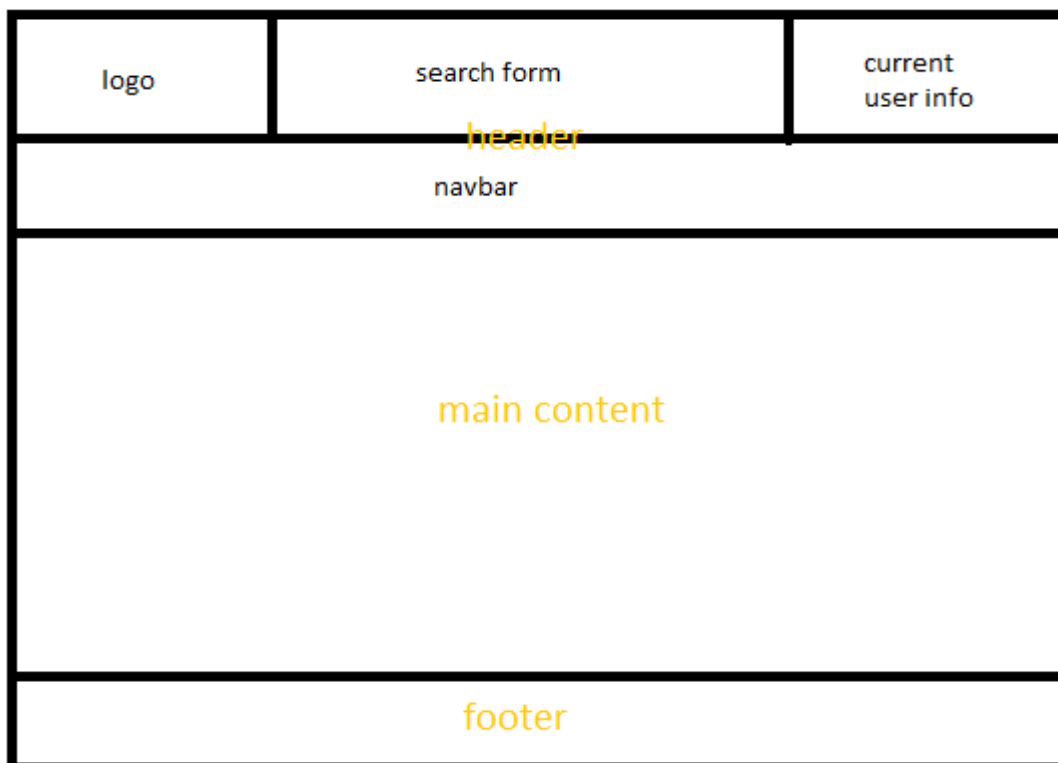 logo
search form
current
user info
header
navbar
main content
footer